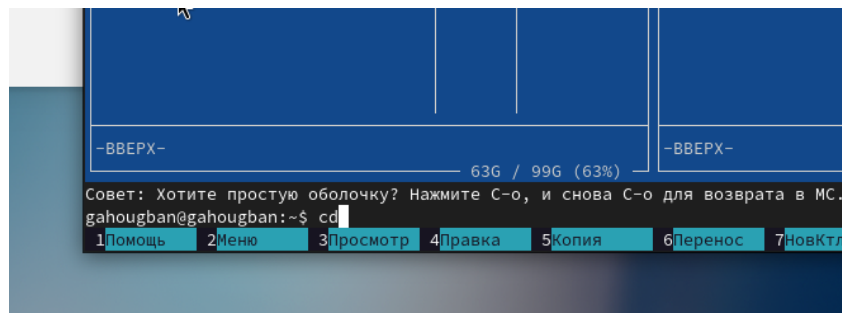 -ВВЕРХ-
-ВВЕРХ-
63G / 99G (63%)
Совет: Хотите простую оболочку? Нажмите C-o, и снова C-o для возврата в MC.
gahougban@gahougban:~$ cd
1Помощь 2Меню 3Просмотр 4Правка 5Копия 6Перенос 7НовКтл